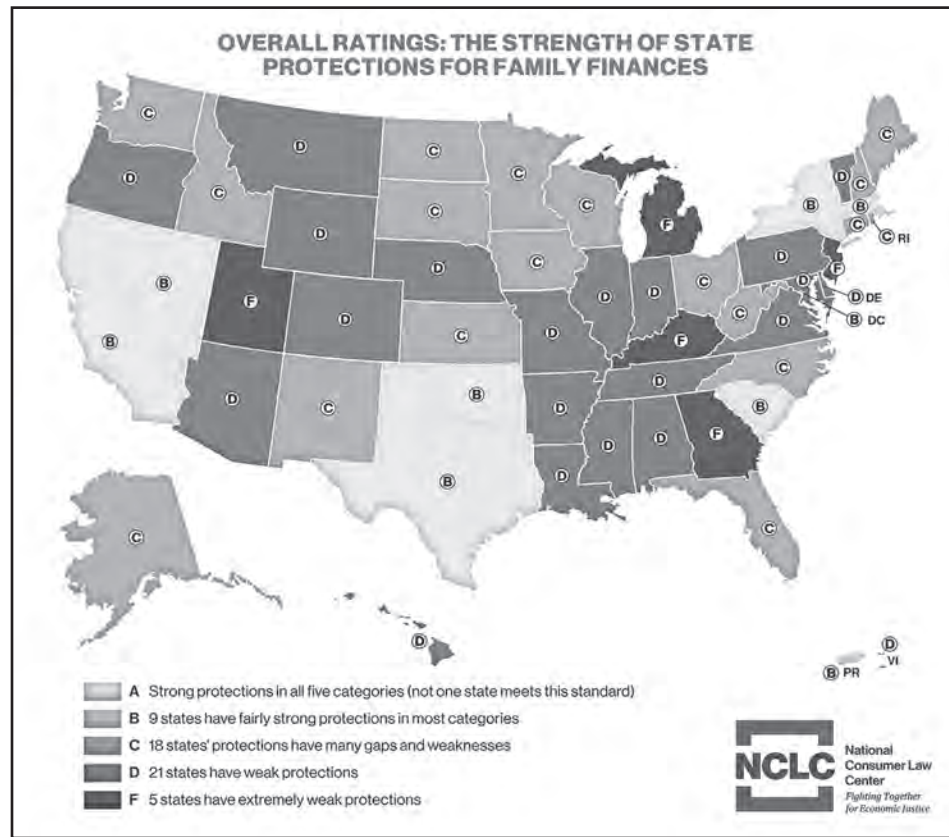 OVERALL RATINGS: THE STRENGTH OF STATE
PROTECTIONS FOR FAMILY FINANCES
C
D
C
D
D
B
B
F
D
D
C
C
C
D
C
B
B
C
C
D
D
D
C
D
F
D
F
D
D
D
C
C
D
D
B
F
C
C
B
D
B
D
C
B
C
C
C RI
F
D
D DE
B DC
C
D
D
VI
B PR
A Strong protections in all five categories (not one state meets this standard)
B 9 states have fairly strong protections in most categories
C 18 states' protections have many gaps and weaknesses
D 21 states have weak protections
F 5 states have extremely weak protections
NCLC
National
Consumer Law
Center
Fighting Together
for Economic Justice